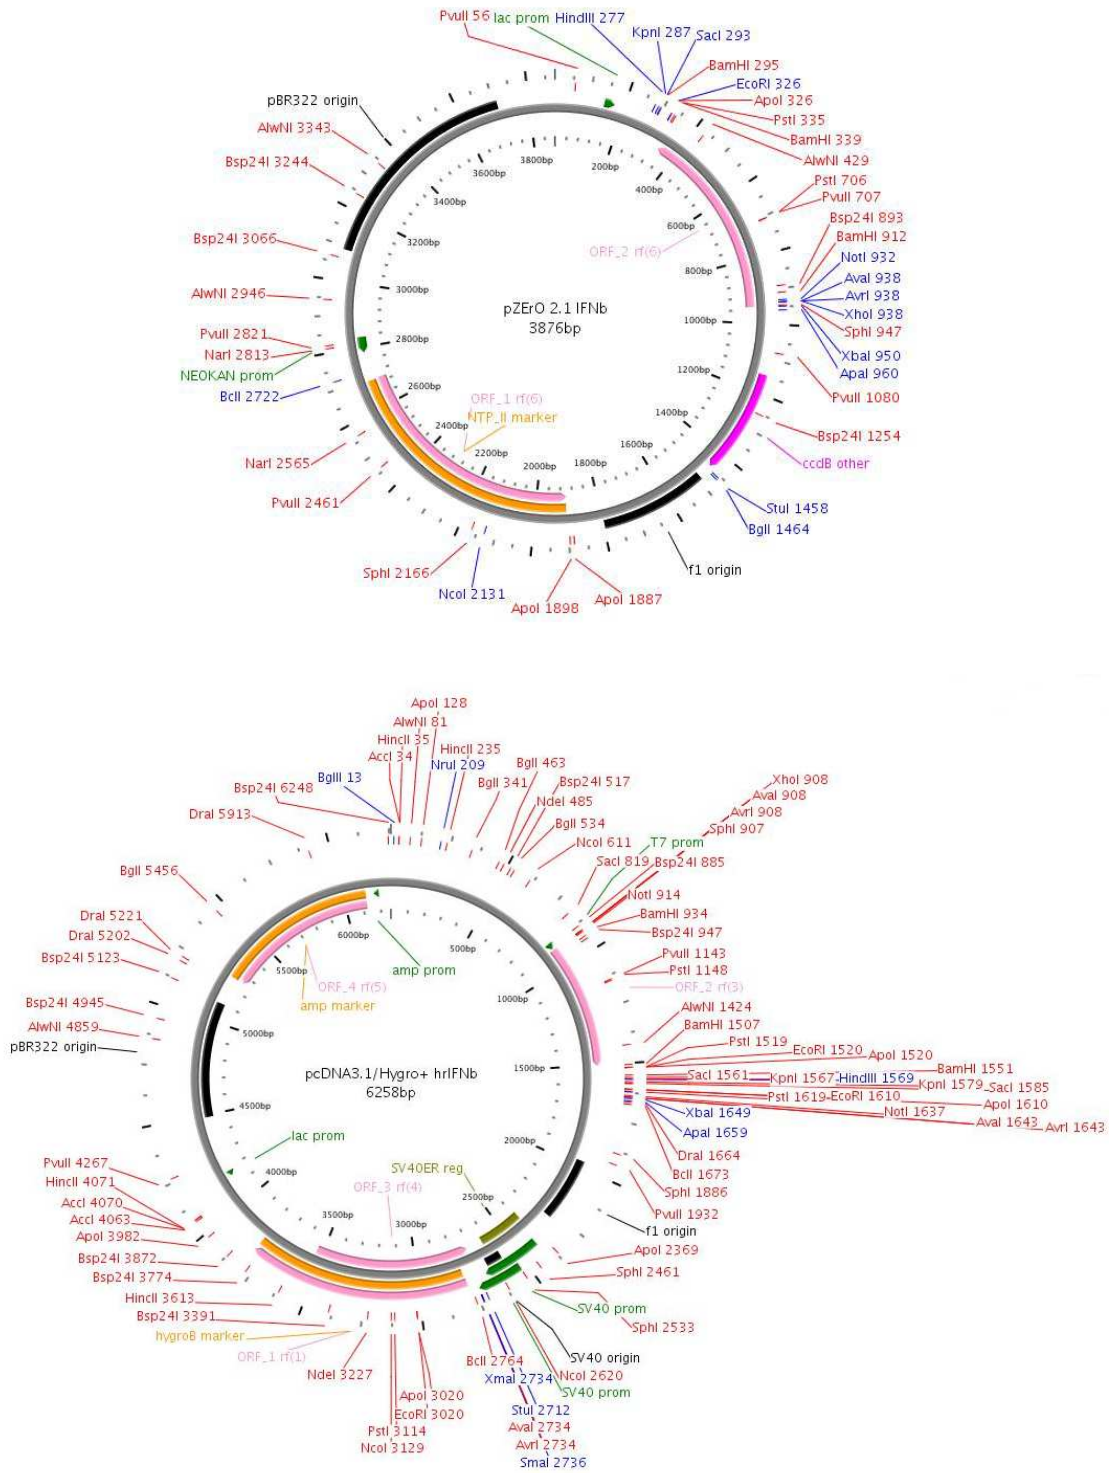 PvuII 56
lac prom
HindIII 277
KpnI 287
SacI 293
BamHI 295
EcoRI 326
ApoI 326
PstI 335
BamHI 339
AlwNI 429
PstI 706
PvuII 707
Bsp24I 893
BamHI 912
NotI 932
AvaI 938
AvrI 938
XhoI 938
SphI 947
XbaI 950
ApaI 960
PvuII 1080
Bsp24I 1254
ccdB other
StuI 1458
BglI 1464
f1 origin
ApoI 1887
ApoI 1898
NcoI 2131
SphI 2166
PvuII 2461
NarI 2565
BclI 2722
NEOKAN prom
NarI 2813
PvuII 2821
AlwNI 2946
Bsp24I 3066
Bsp24I 3244
AlwNI 3343
pBR322 origin
200bp
400bp
600bp
800bp
1000bp
1200bp
1400bp
1600bp
1800bp
2000bp
2200bp
2400bp
2600bp
2800bp
3000bp
3200bp
3400bp
3600bp
3800bp
ORF_2 rf(6)
pZErO 2.1 IFNb
3876bp
ORF_1 rf(6)
NTP_II marker
ApoI 128
AlwNI 81
HincII 35
AccI 34
BglII 13
Bsp24I 6248
HincII 235
NruI 209
BglI 341
BglI 463
Bsp24I 517
NdeI 485
BglI 534
NcoI 611
XhoI 908
AvaI 908
AvrI 908
SphI 907
T7 prom
SacI 819
Bsp24I 885
NotI 914
BamHI 934
Bsp24I 947
PvuII 1143
PstI 1148
ORF_2 rf(3)
AlwNI 1424
BamHI 1507
PstI 1519
EcoRI 1520
ApoI 1520
BamHI 1551
SacI 1561
KpnI 1567
HindIII 1569
KpnI 1579
SacI 1585
PstI 1619
EcoRI 1610
ApoI 1610
NotI 1637
AvaI 1643
AvrI 1643
XbaI 1649
ApaI 1659
DraI 1664
BclI 1673
SphI 1886
PvuII 1932
f1 origin
ApoI 2369
SphI 2461
SV40 prom
SphI 2533
SV40 origin
NcoI 2620
SV40 prom
BclI 2764
XmaI 2734
StuI 2712
AvaI 2734
AvrI 2734
SmaI 2736
ApoI 3020
EcoRI 3020
PstI 3114
NcoI 3129
NdeI 3227
ORF_1 rf(1)
hygroB marker
Bsp24I 3391
HincII 3613
Bsp24I 3774
Bsp24I 3872
ApoI 3982
AccI 4063
AccI 4070
HincII 4071
PvuII 4267
pBR322 origin
AlwNI 4859
Bsp24I 4945
Bsp24I 5123
DraI 5202
DraI 5221
BglI 5456
DraI 5913
500bp
1000bp
1500bp
2000bp
2500bp
3000bp
3500bp
4000bp
4500bp
5000bp
5500bp
6000bp
amp prom
ORF_4 rf(5)
amp marker
pcDNA3.1/Hygro+ hrIFNb
6258bp
lac prom
SV40ER reg
ORF_3 rf(4)